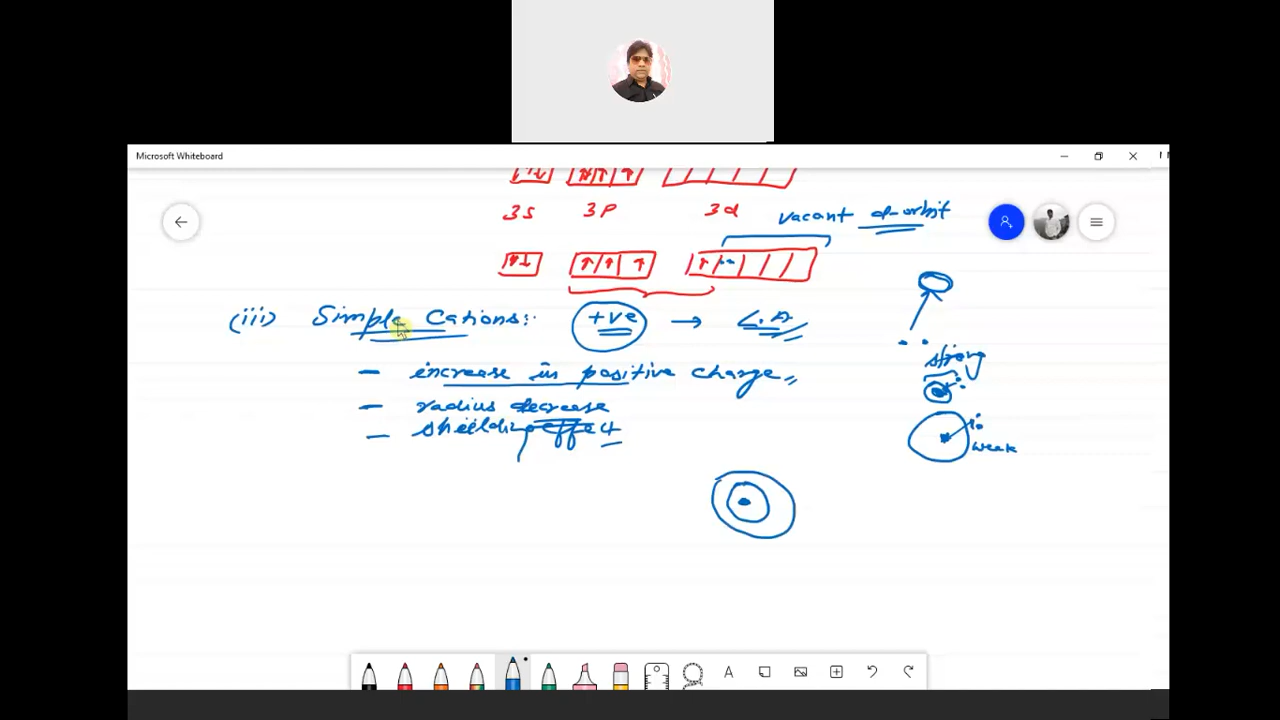 Microsoft Whiteboard
3s 3p 3d
vacant d-orbit
(iii) Simple Cations:
+ve → L.A
strong
- increase in positive charge
- radius decrease
- shielding effect
weak